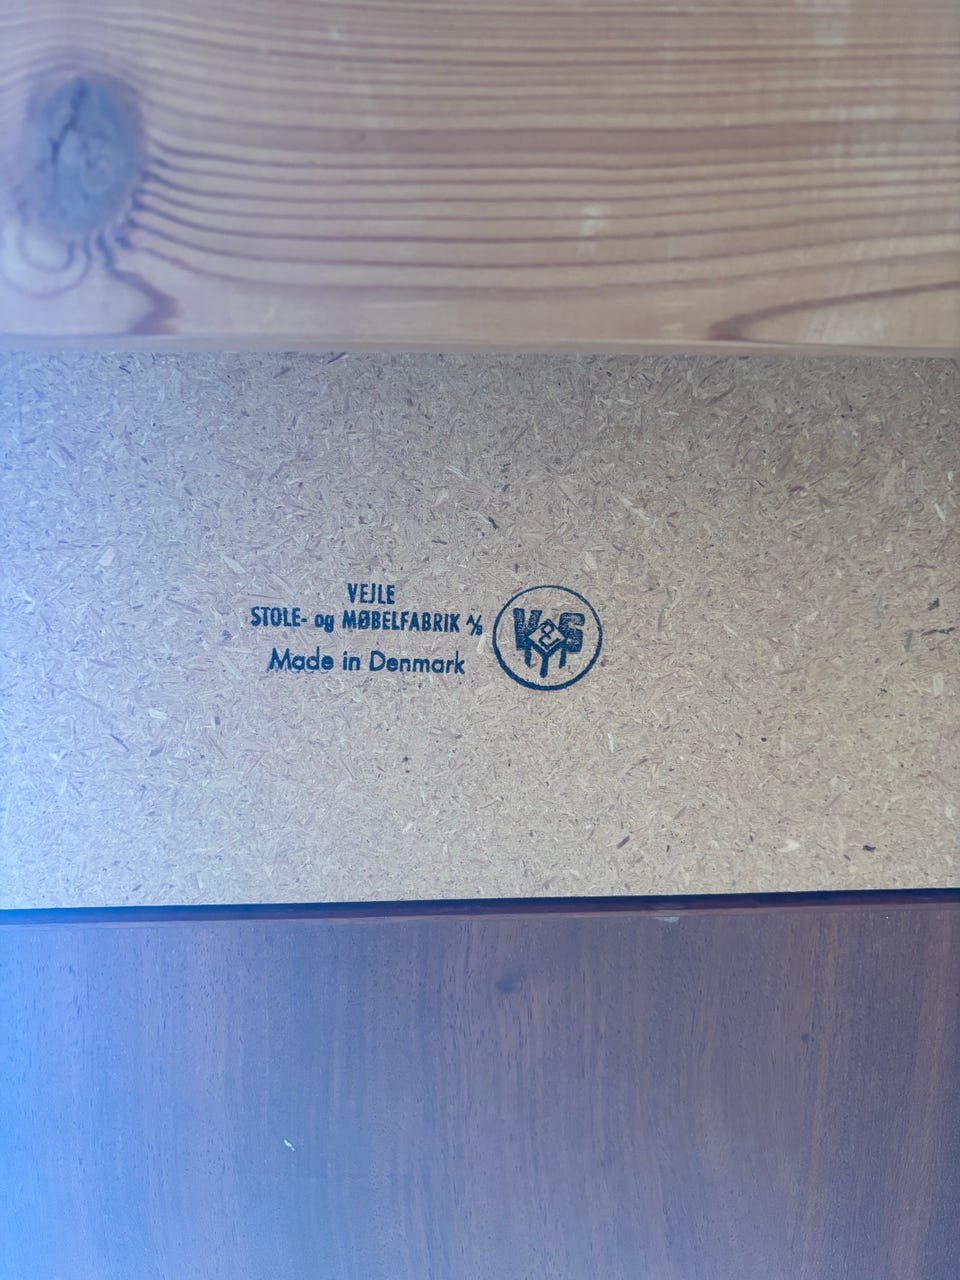 VEJLE
STOLE- og MØBELFABRIK A/S
Made in Denmark
V S